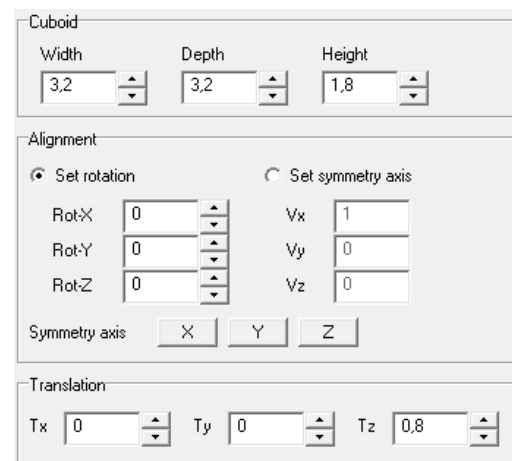 Cuboid
Width Depth Height
3,2 3,2 1,8
Alignment
Set rotation Set symmetry axis
Rot-X 0 Vx 1
Rot-Y 0 Vy 0
Rot-Z 0 Vz 0
Symmetry axis X Y Z
Translation
Tx 0 Ty 0 Tz 0,8